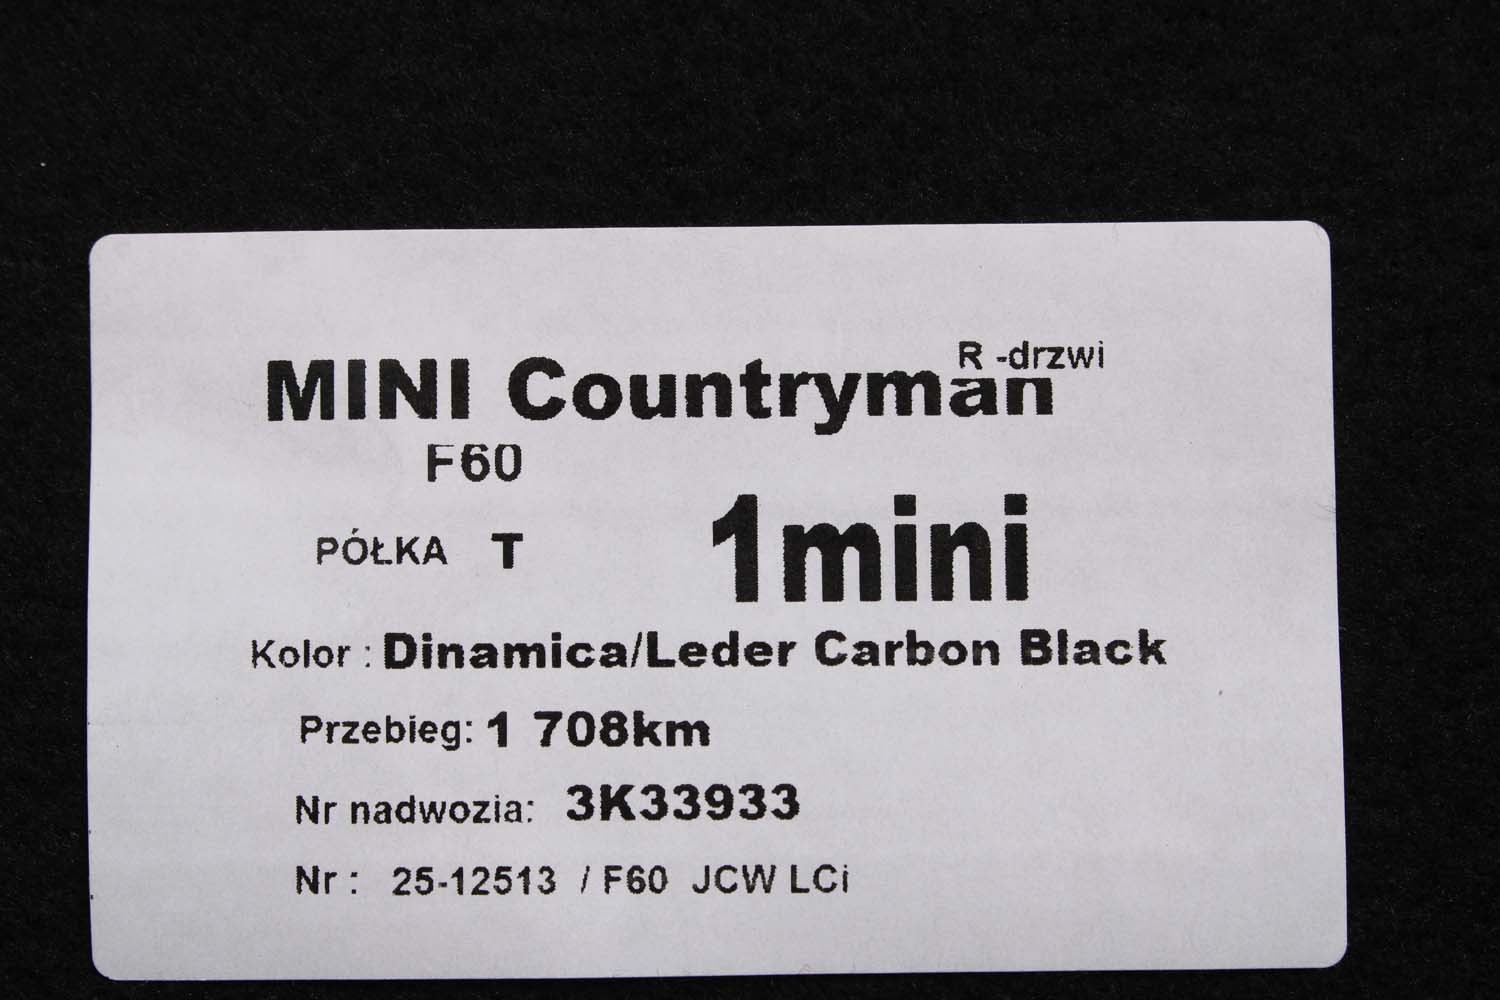 R -drzwi
MINI Countryman
F60
PÓŁKA T 1mini
Kolor : Dinamica/Leder Carbon Black
Przebieg: 1 708km
Nr nadwozia: 3K33933
Nr : 25-12513 / F60 JCW LCi